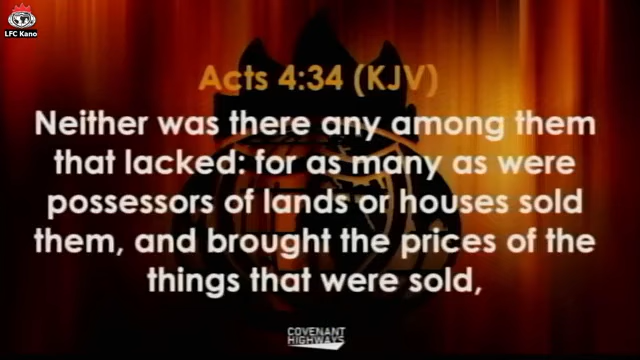 LFC Kano
Acts 4:34 (KJV)
Neither was there any among them
that lacked: for as many as were
possessors of lands or houses sold
them, and brought the prices of the
things that were sold,
COVENANT
HIGHWAYS